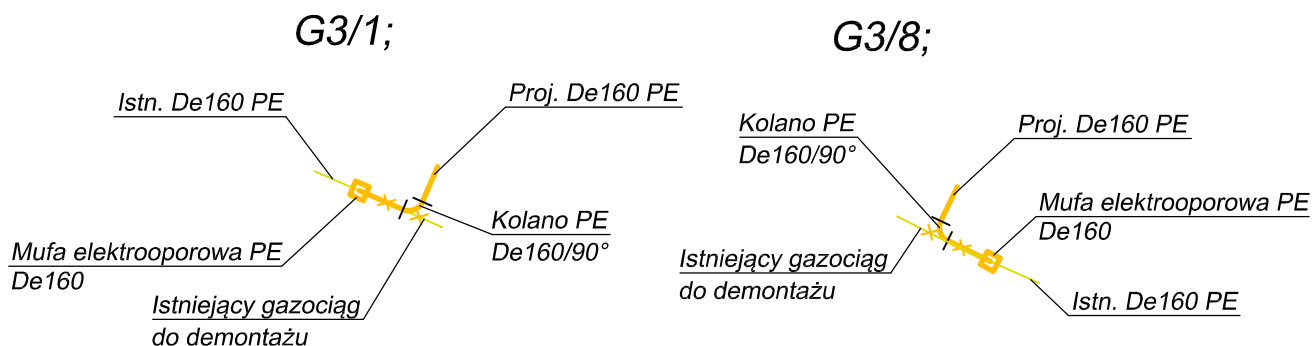 G3/1;
Istn. De160 PE
Proj. De160 PE
Kolano PE
De160/90°
Mufa elektrooporowa PE
De160
Istniejący gazociąg
do demontażu
G3/8;
Kolano PE
De160/90°
Proj. De160 PE
Mufa elektrooporowa PE
De160
Istniejący gazociąg
do demontażu
Istn. De160 PE